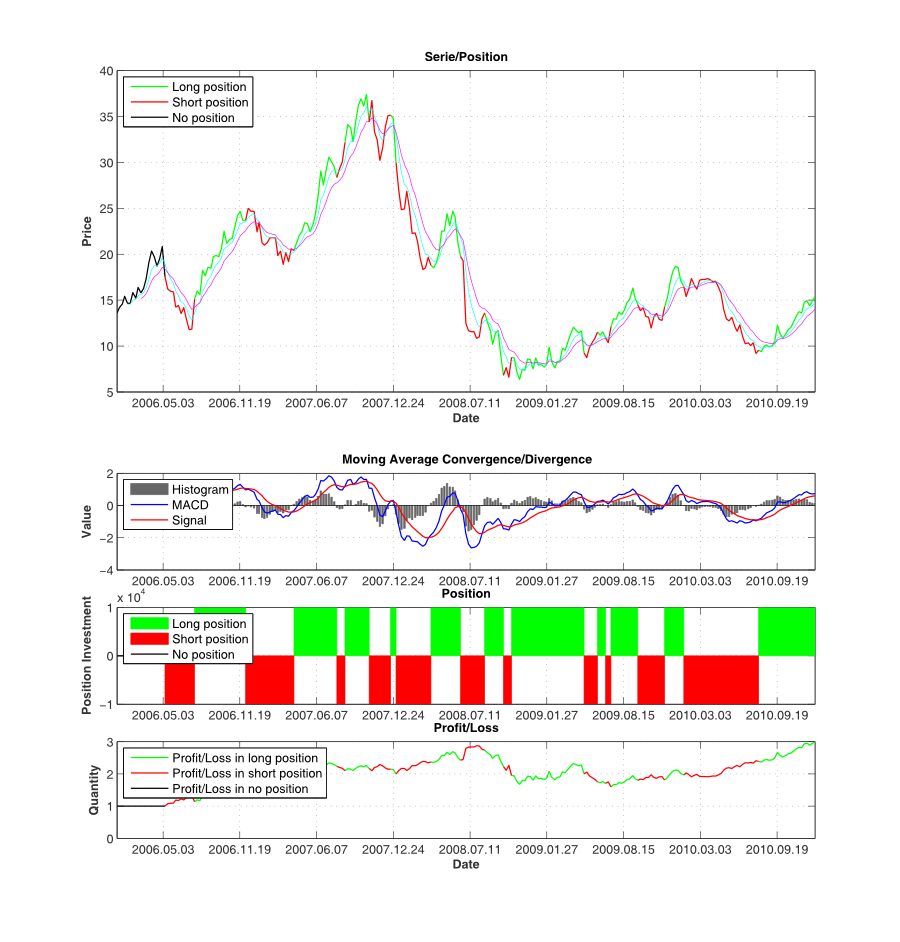 Serie/Position
40
35
30
25
20
15
10
5
Price
Long position
Short position
No position
2006.05.03 2006.11.19 2007.06.07 2007.12.24 2008.07.11 2009.01.27 2009.08.15 2010.03.03 2010.09.19
Date
Moving Average Convergence/Divergence
2
0
−2
−4
Value
Histogram
MACD
Signal
2006.05.03 2006.11.19 2007.06.07 2007.12.24 2008.07.11 2009.01.27 2009.08.15 2010.03.03 2010.09.19
Position
x 10^4
1
0
−1
Position Investment
Long position
Short position
No position
2006.05.03 2006.11.19 2007.06.07 2007.12.24 2008.07.11 2009.01.27 2009.08.15 2010.03.03 2010.09.19
Profit/Loss
3
2
1
0
Quantity
Profit/Loss in long position
Profit/Loss in short position
Profit/Loss in no position
2006.05.03 2006.11.19 2007.06.07 2007.12.24 2008.07.11 2009.01.27 2009.08.15 2010.03.03 2010.09.19
Date